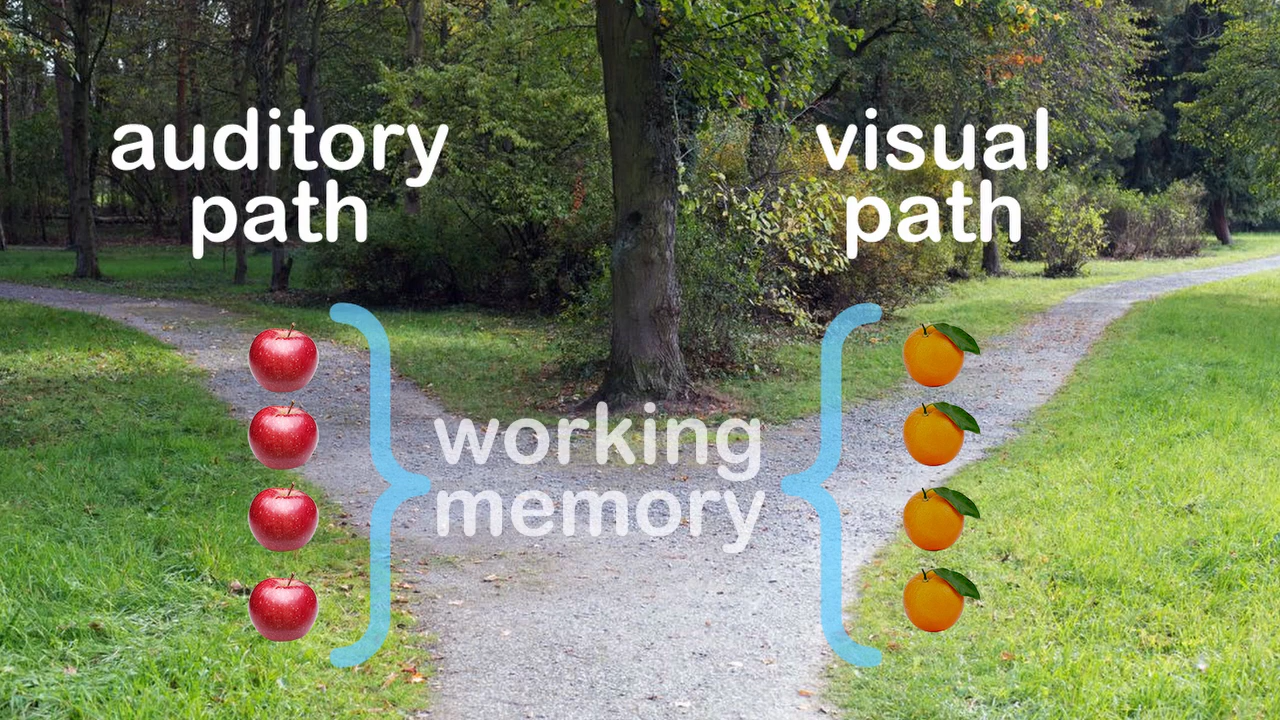 auditory
path
visual
path
working
memory